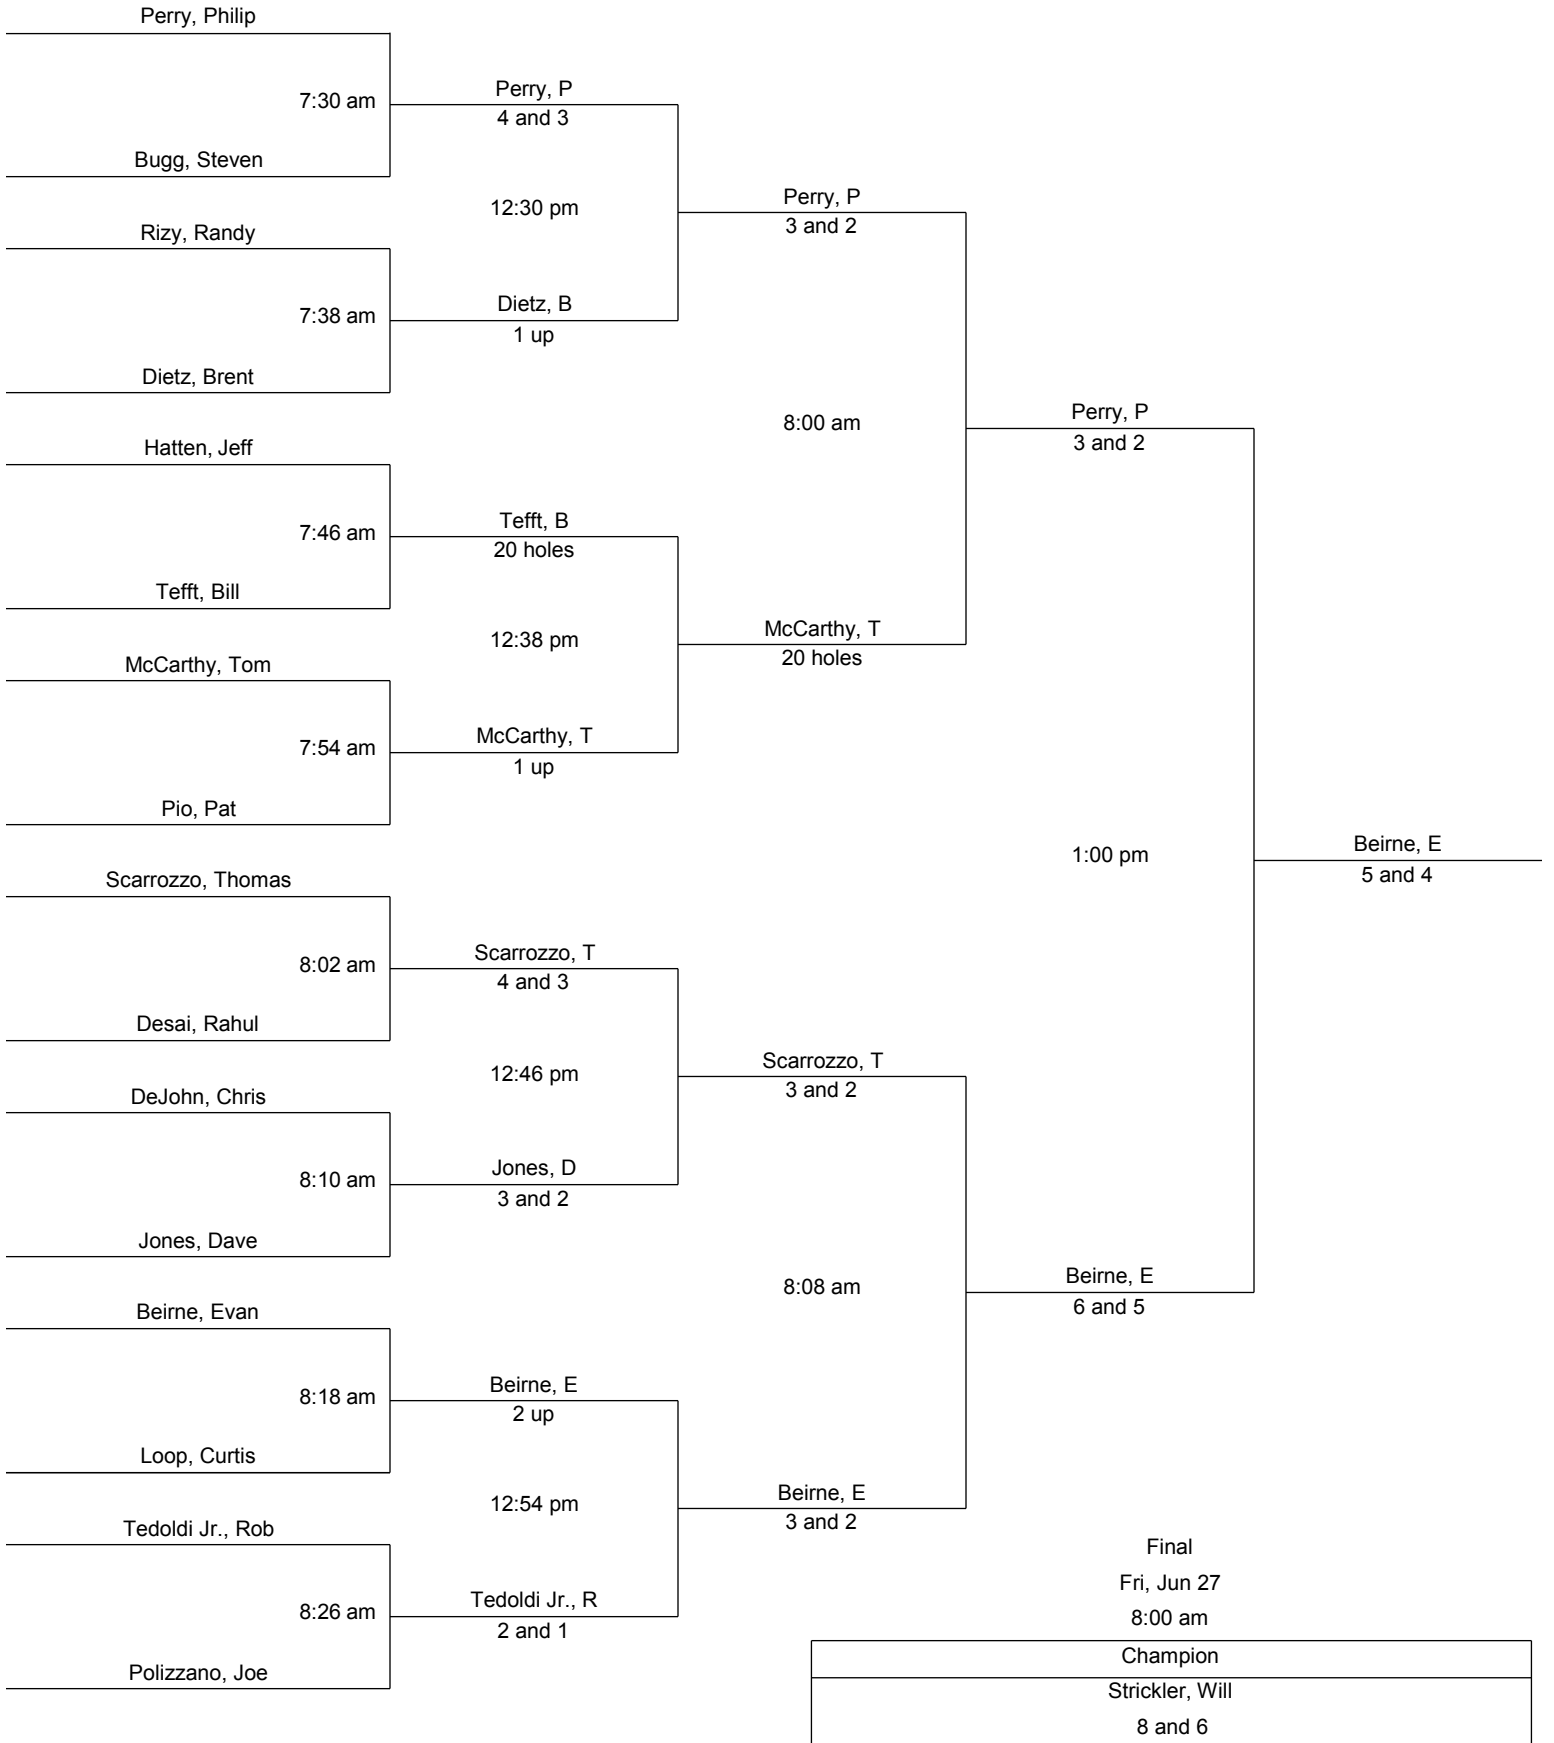 Perry, Philip
7:30 am
Perry, P
4 and 3
Bugg, Steven
12:30 pm
Perry, P
3 and 2
Rizy, Randy
7:38 am
Dietz, B
1 up
Dietz, Brent
8:00 am
Perry, P
3 and 2
Hatten, Jeff
7:46 am
Tefft, B
20 holes
Tefft, Bill
12:38 pm
McCarthy, T
20 holes
McCarthy, Tom
7:54 am
McCarthy, T
1 up
Pio, Pat
1:00 pm
Beirne, E
5 and 4
Scarrozzo, Thomas
8:02 am
Scarrozzo, T
4 and 3
Desai, Rahul
12:46 pm
Scarrozzo, T
3 and 2
DeJohn, Chris
8:10 am
Jones, D
3 and 2
Jones, Dave
8:08 am
Beirne, E
6 and 5
Beirne, Evan
8:18 am
Beirne, E
2 up
Loop, Curtis
12:54 pm
Beirne, E
3 and 2
Tedoldi Jr., Rob
8:26 am
Tedoldi Jr., R
2 and 1
Polizzano, Joe
Final
Fri, Jun 27
8:00 am
Champion
Strickler, Will
8 and 6